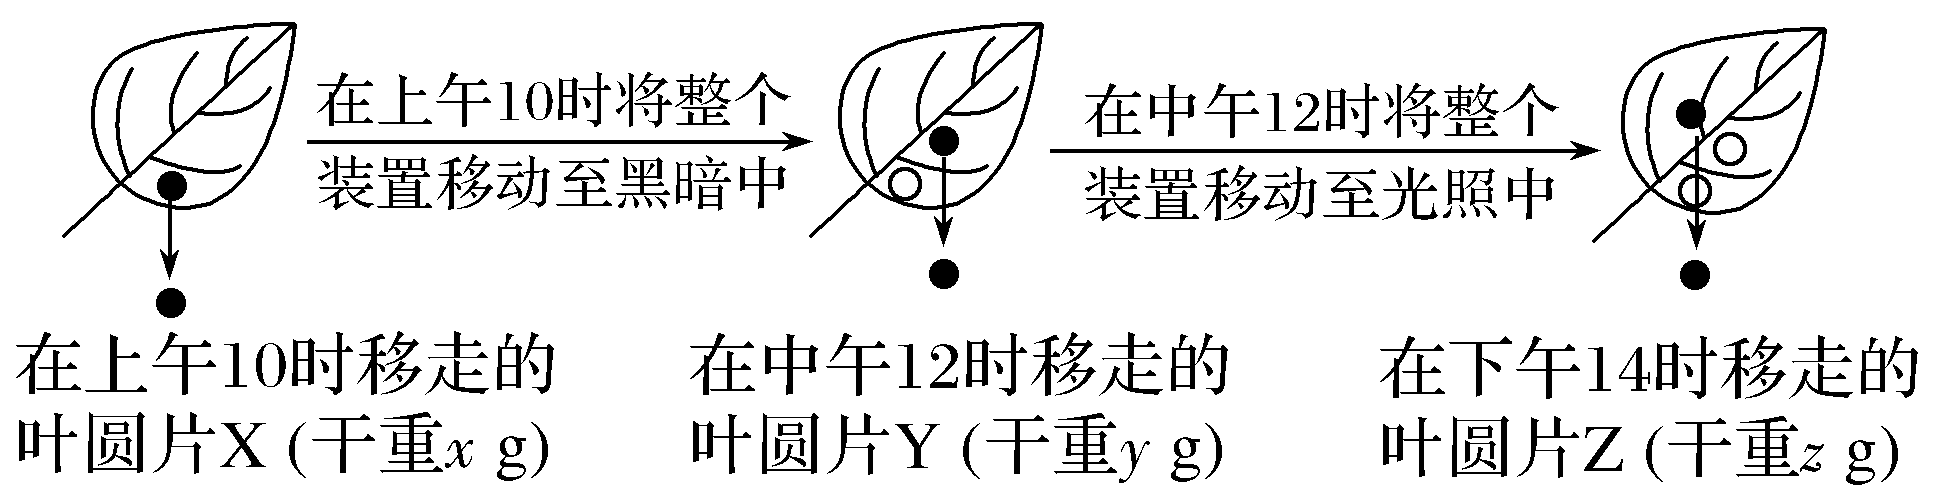 在上午10时将整个
装置移动至黑暗中
在中午12时将整个
装置移动至光照中
在上午10时移走的
叶圆片X (干重x g)
在中午12时移走的
叶圆片Y (干重y g)
在下午14时移走的
叶圆片Z (干重z g)